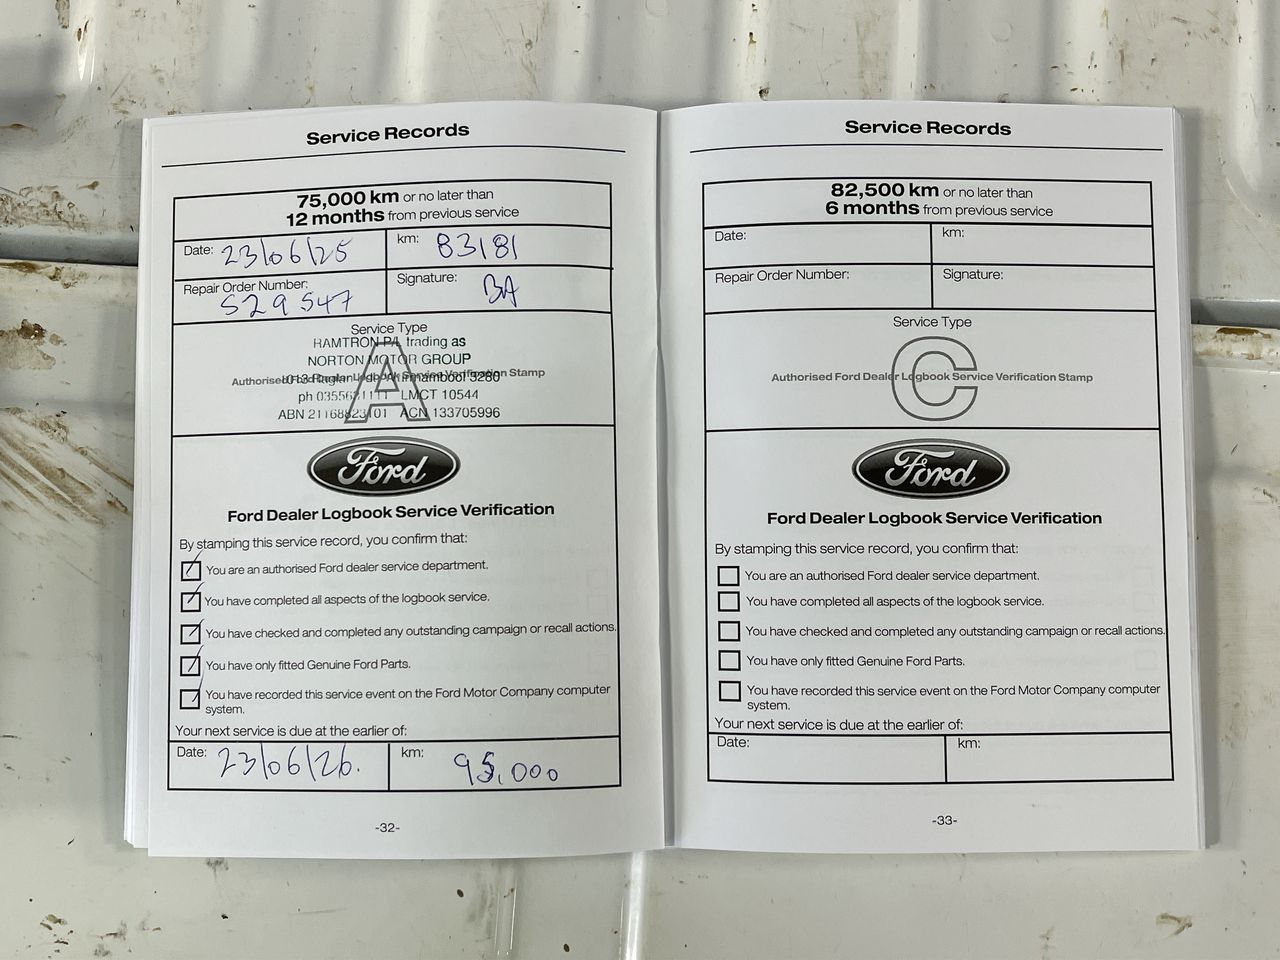 Service Records
75,000 km or no later than
12 months from previous service
Date: 23/06/25
km: 83181
Repair Order Number: 529547
Signature: BA
Service Type
A
RAMTRON P/L trading as
NORTON MOTOR GROUP
Authorised Ford Dealer Logbook Service Verification Stamp
3280
ph 0355 1111 LMCT 10544
ABN 21168823101 ACN 133705996
Ford
Ford Dealer Logbook Service Verification
By stamping this service record, you confirm that:
You are an authorised Ford dealer service department.
You have completed all aspects of the logbook service.
You have checked and completed any outstanding campaign or recall actions.
You have only fitted Genuine Ford Parts.
You have recorded this service event on the Ford Motor Company computer
system.
Your next service is due at the earlier of:
Date: 23/06/26.
km: 95,000
-32-
Service Records
82,500 km or no later than
6 months from previous service
Date:
km:
Repair Order Number:
Signature:
Service Type
C
Authorised Ford Dealer Logbook Service Verification Stamp
Ford
Ford Dealer Logbook Service Verification
By stamping this service record, you confirm that:
You are an authorised Ford dealer service department.
You have completed all aspects of the logbook service.
You have checked and completed any outstanding campaign or recall actions.
You have only fitted Genuine Ford Parts.
You have recorded this service event on the Ford Motor Company computer
system.
Your next service is due at the earlier of:
Date:
km:
-33-